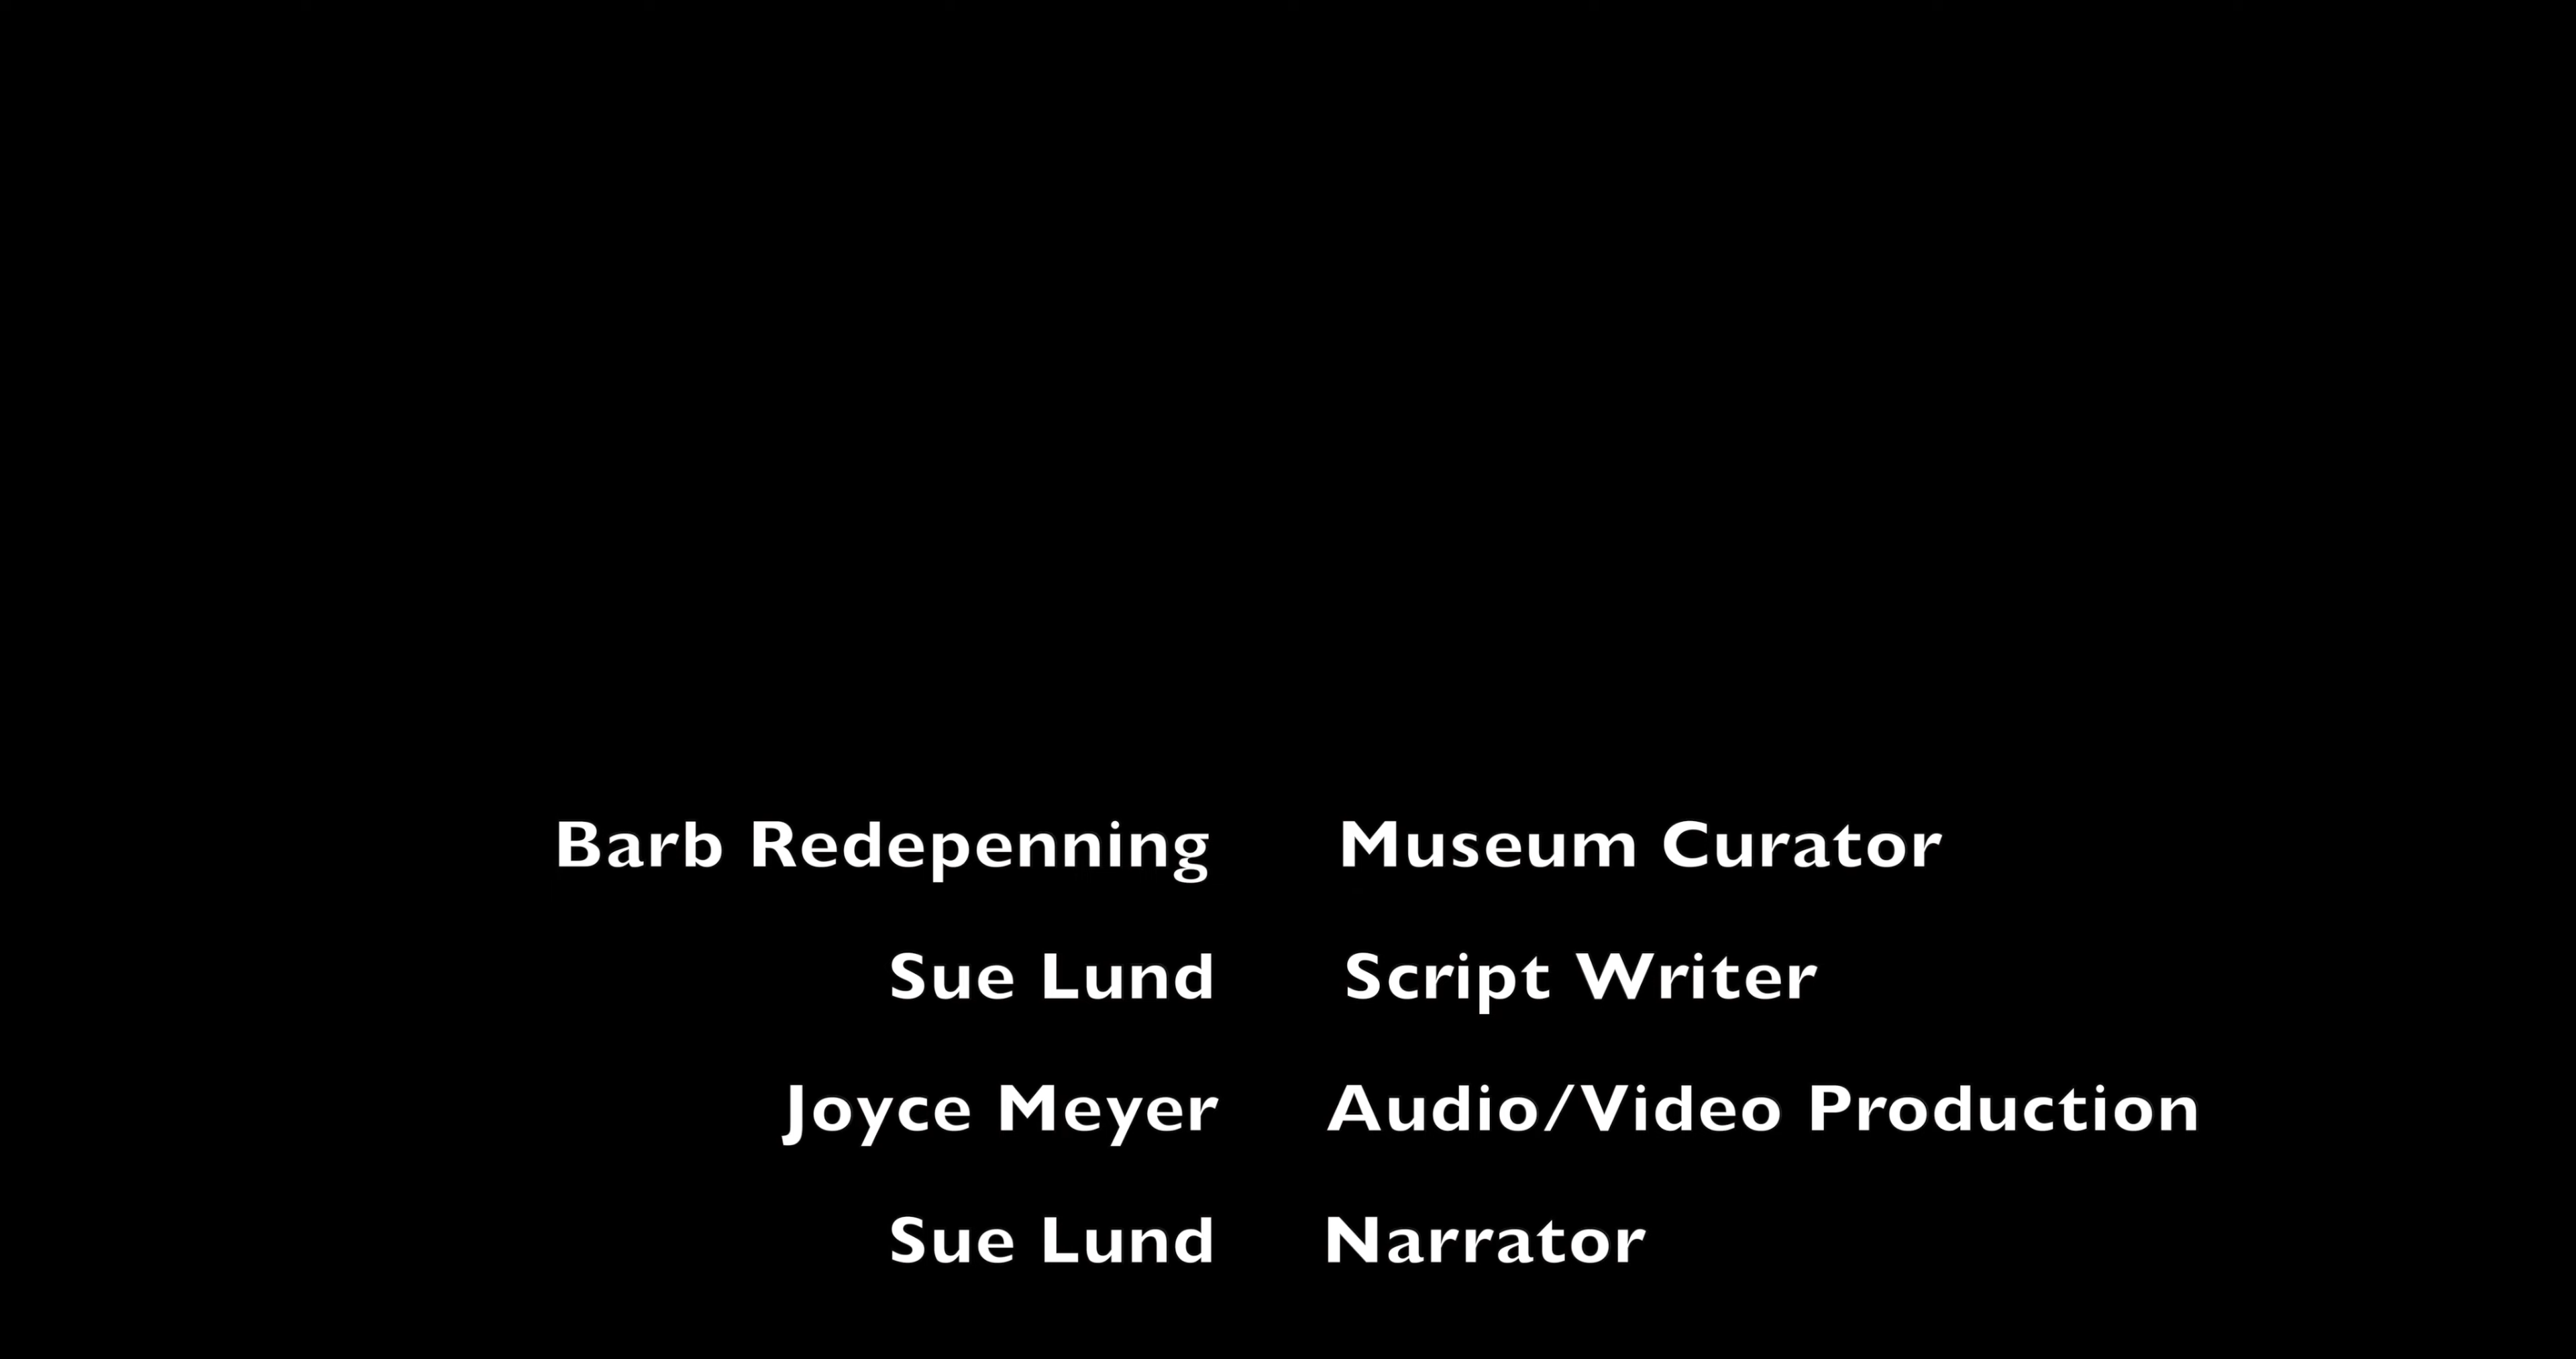 Barb Redepenning Museum Curator
Sue Lund Script Writer
Joyce Meyer Audio/Video Production
Sue Lund Narrator